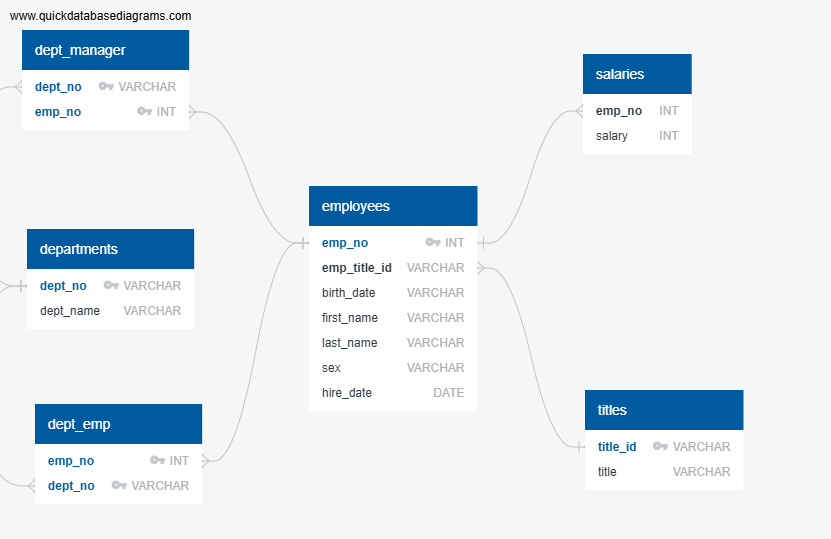 www.quickdatabasediagrams.com
dept_manager
dept_no VARCHAR
emp_no INT
departments
dept_no VARCHAR
dept_name VARCHAR
dept_emp
emp_no INT
dept_no VARCHAR
employees
emp_no INT
emp_title_id VARCHAR
birth_date VARCHAR
first_name VARCHAR
last_name VARCHAR
sex VARCHAR
hire_date DATE
salaries
emp_no INT
salary INT
titles
title_id VARCHAR
title VARCHAR